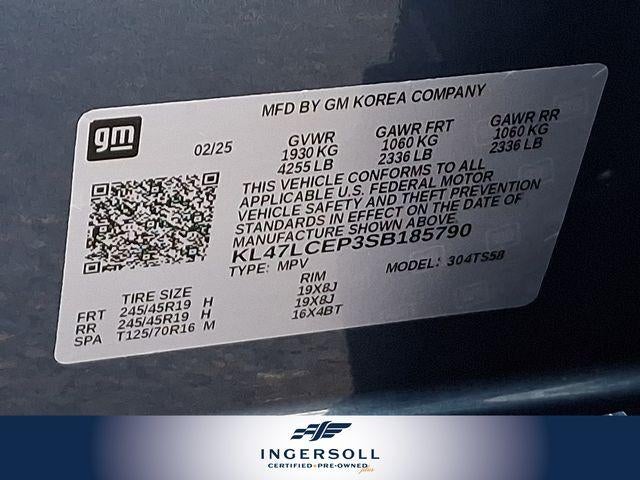 MFD BY GM KOREA COMPANY
gm
02/25
GVWR GAWR FRT GAWR RR
1930 KG 1060 KG 1060 KG
4255 LB 2336 LB 2336 LB
THIS VEHICLE CONFORMS TO ALL
APPLICABLE U.S. FEDERAL MOTOR
VEHICLE SAFETY AND THEFT PREVENTION
STANDARDS IN EFFECT ON THE DATE OF
MANUFACTURE SHOWN ABOVE.
KL47LCEP3SB185790
TYPE: MPV MODEL: 304TS58
TIRE SIZE RIM
FRT 245/45R19 H 19X8J
RR 245/45R19 H 19X8J
SPA T125/70R16 M 16X4BT
INGERSOLL
CERTIFIED • PRE-OWNED plus